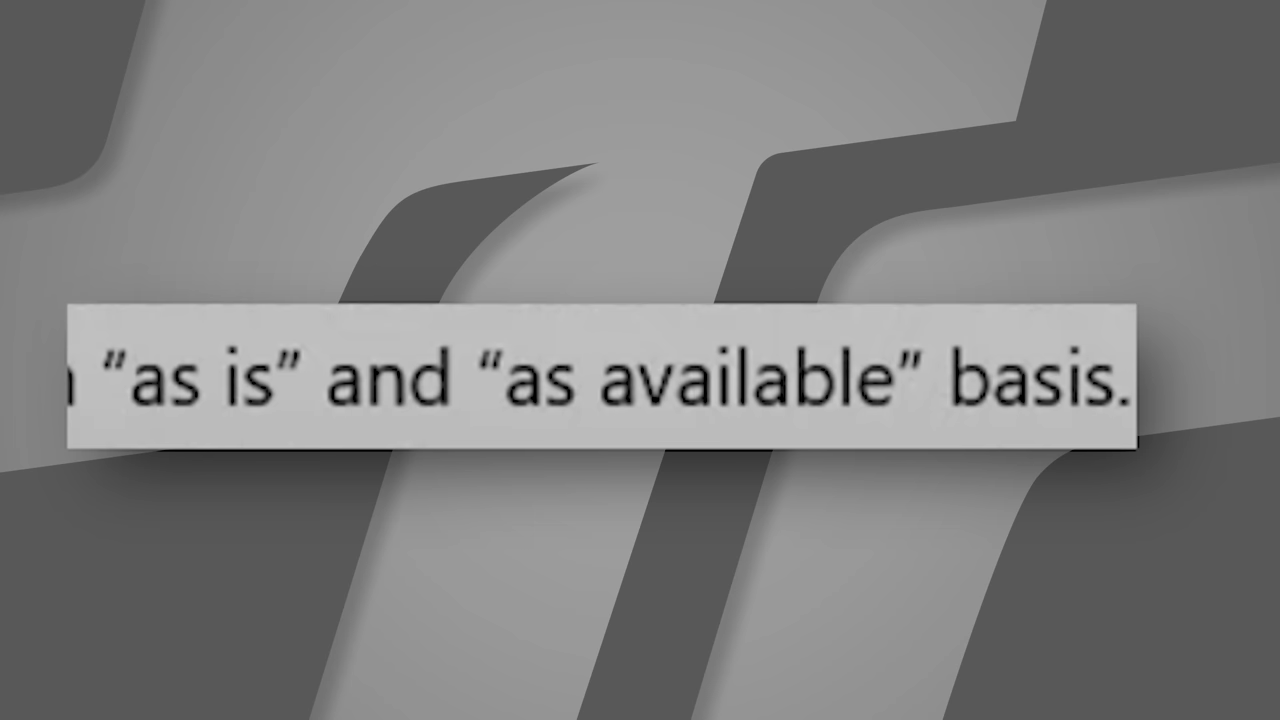 “as is” and “as available” basis.